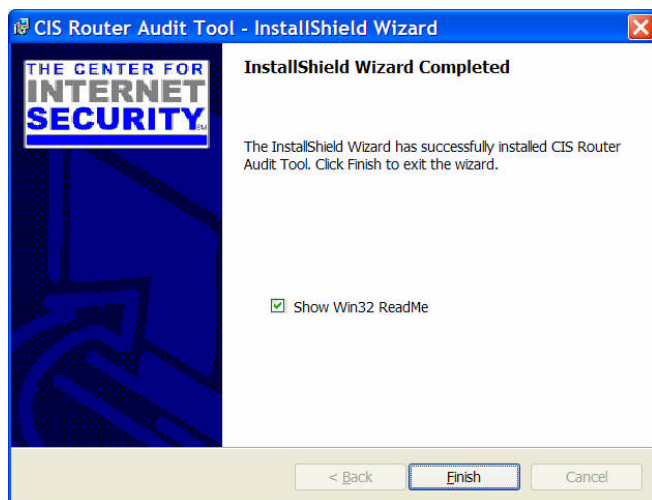 CIS Router Audit Tool - InstallShield Wizard
THE CENTER FOR
INTERNET
SECURITY
SM
InstallShield Wizard Completed
The InstallShield Wizard has successfully installed CIS Router
Audit Tool. Click Finish to exit the wizard.
Show Win32 ReadMe
< Back
Finish
Cancel